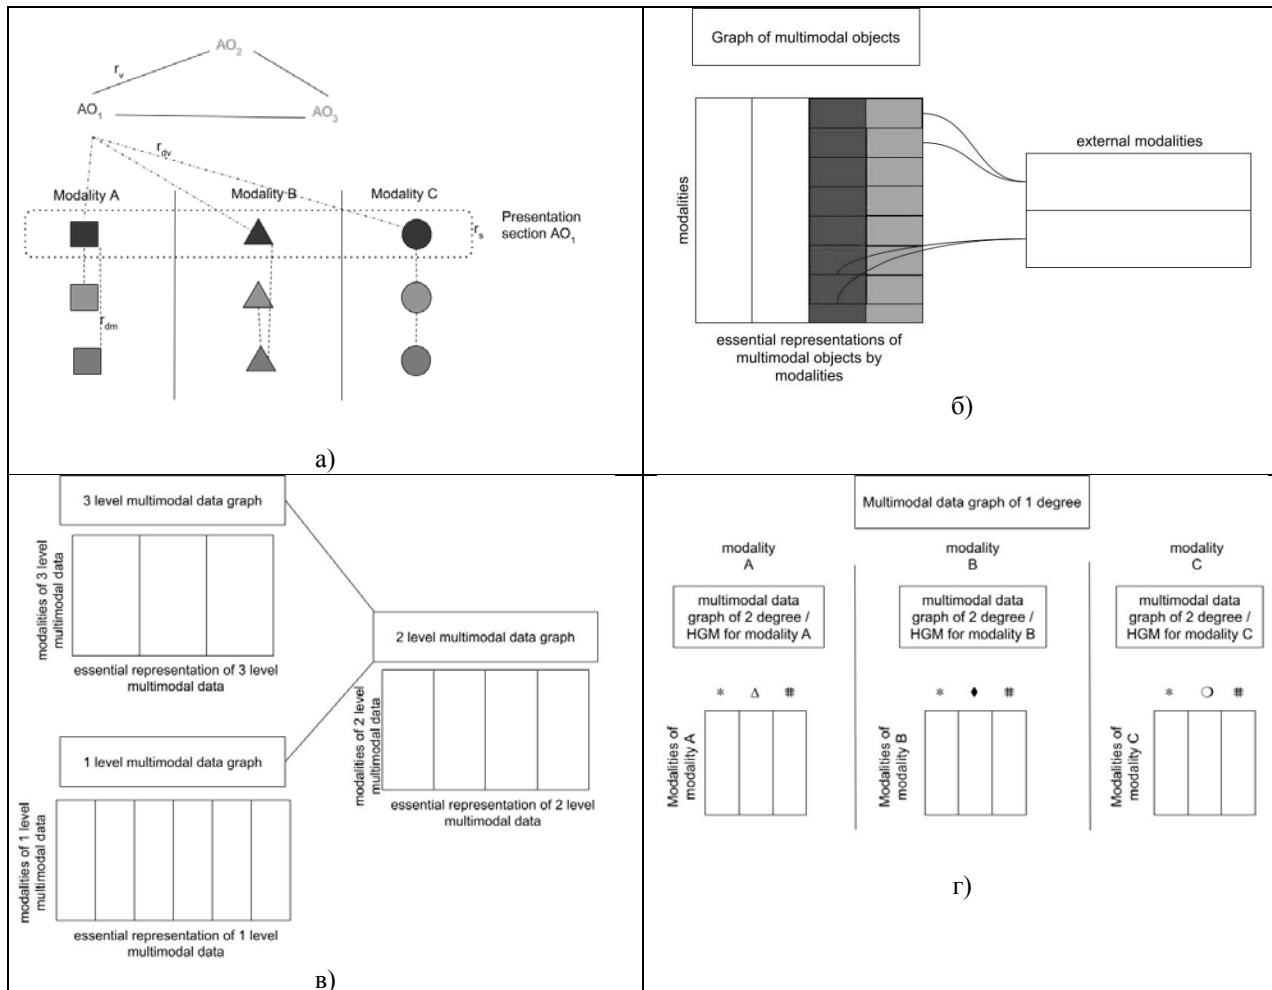 AO₂
rᵥ
AO₁
AO₃
r_dv
Modality A
Modality B
Modality C
rₛ
Presentation
section AO₁
r_dm
а)
Graph of multimodal objects
modalities
external modalities
essential representations of
multimodal objects by
modalities
б)
3 level multimodal data graph
modalities of 3 level
multimodal data
essential representation of 3 level
multimodal data
2 level multimodal data graph
modalities of 2 level
multimodal data
essential representation of 2 level
multimodal data
1 level multimodal data graph
modalities of 1 level
multimodal data
essential representation of 1 level
multimodal data
в)
Multimodal data graph of 1 degree
modality
A
modality
B
modality
C
multimodal data
graph of 2 degree /
HGM for modality A
multimodal data
graph of 2 degree /
HGM for modality B
multimodal data
graph of 2 degree /
HGM for modality C
* Δ #
* ♦ #
* ❍ #
Modalities of
modality A
Modalities of
modality B
Modalities of
modality C
г)